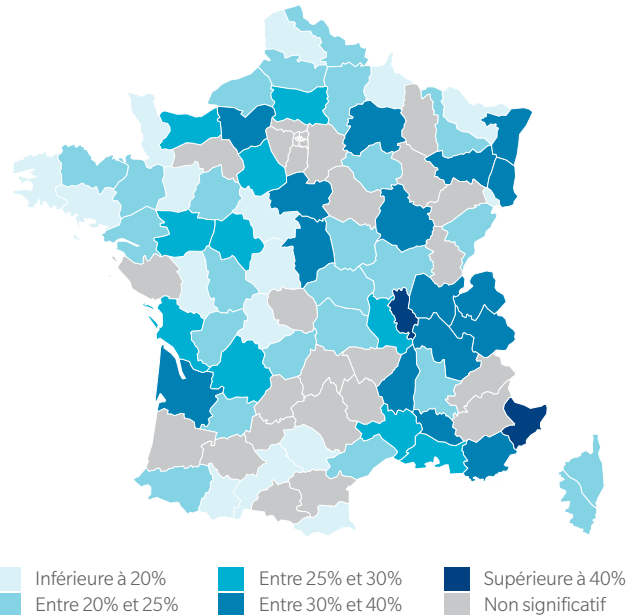 Inférieure à 20% Entre 25% et 30% Supérieure à 40%
Entre 20% et 25% Entre 30% et 40% Non significatif